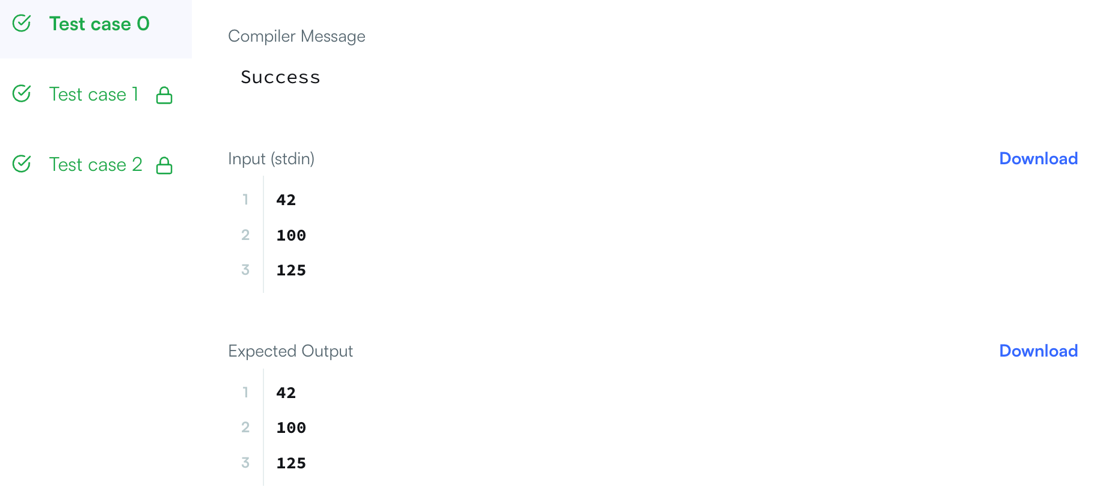 Test case 0
Test case 1
Test case 2
Compiler Message
Success
Input (stdin)
Download
1 42
2 100
3 125
Expected Output
Download
1 42
2 100
3 125